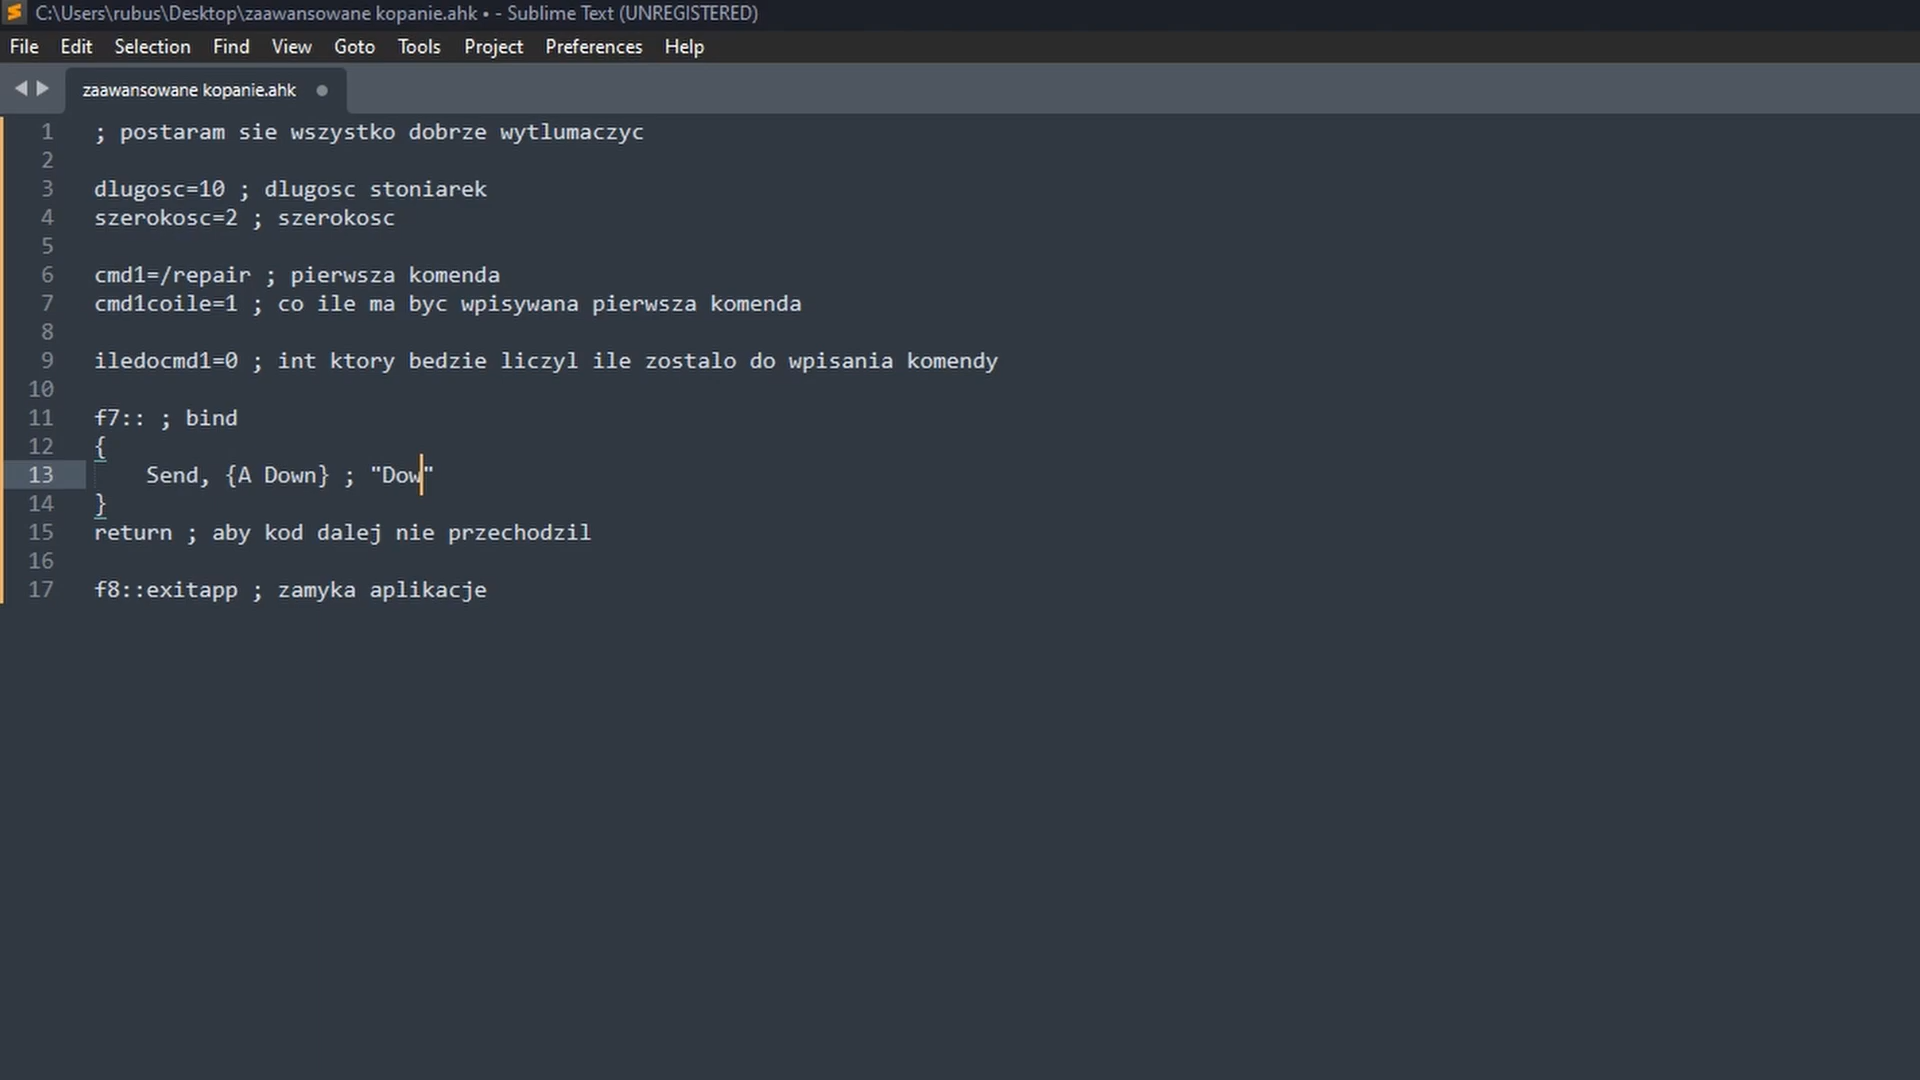 C:\Users\rubus\Desktop\zaawansowane kopanie.ahk • - Sublime Text (UNREGISTERED)
File Edit Selection Find View Goto Tools Project Preferences Help
zaawansowane kopanie.ahk
1 ; postaram sie wszystko dobrze wytlumaczyc
2
3 dlugosc=10 ; dlugosc stoniarek
4 szerokosc=2 ; szerokosc
5
6 cmd1=/repair ; pierwsza komenda
7 cmd1coile=1 ; co ile ma byc wpisywana pierwsza komenda
8
9 iledocmd1=0 ; int ktory bedzie liczyl ile zostalo do wpisania komendy
10
11 f7:: ; bind
12 {
13 Send, {A Down} ; "Dow"
14 }
15 return ; aby kod dalej nie przechodzil
16
17 f8::exitapp ; zamyka aplikacje